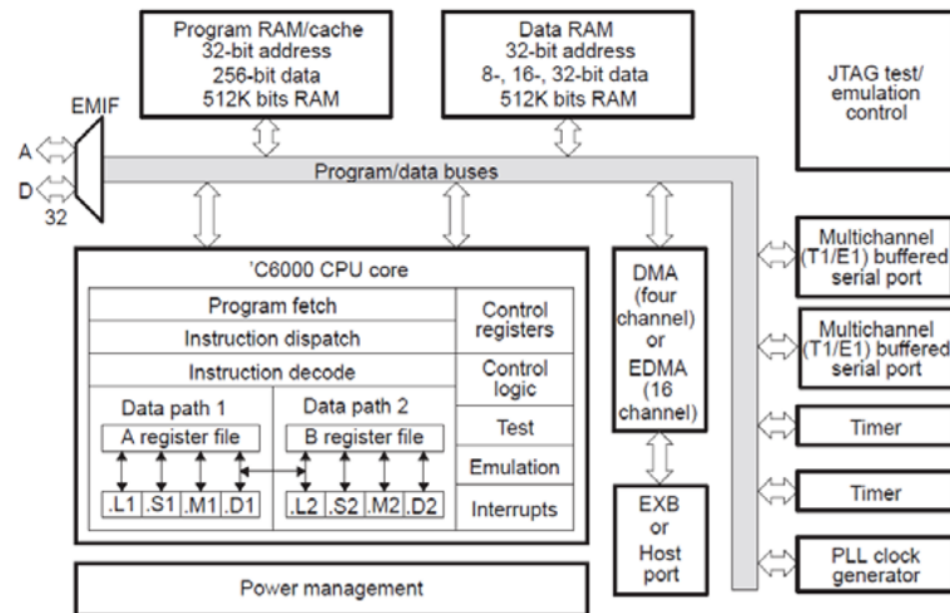 Program RAM/cache
32-bit address
256-bit data
512K bits RAM
Data RAM
32-bit address
8-, 16-, 32-bit data
512K bits RAM
JTAG test/
emulation
control
EMIF
A
D
32
Program/data buses
'C6000 CPU core
Program fetch
Instruction dispatch
Instruction decode
Control
registers
Control
logic
Test
Emulation
Interrupts
Data path 1
A register file
.L1 .S1 .M1 .D1
Data path 2
B register file
.L2 .S2 .M2 .D2
DMA
(four
channel)
or
EDMA
(16
channel)
EXB
or
Host
port
Multichannel
(T1/E1) buffered
serial port
Multichannel
(T1/E1) buffered
serial port
Timer
Timer
PLL clock
generator
Power management